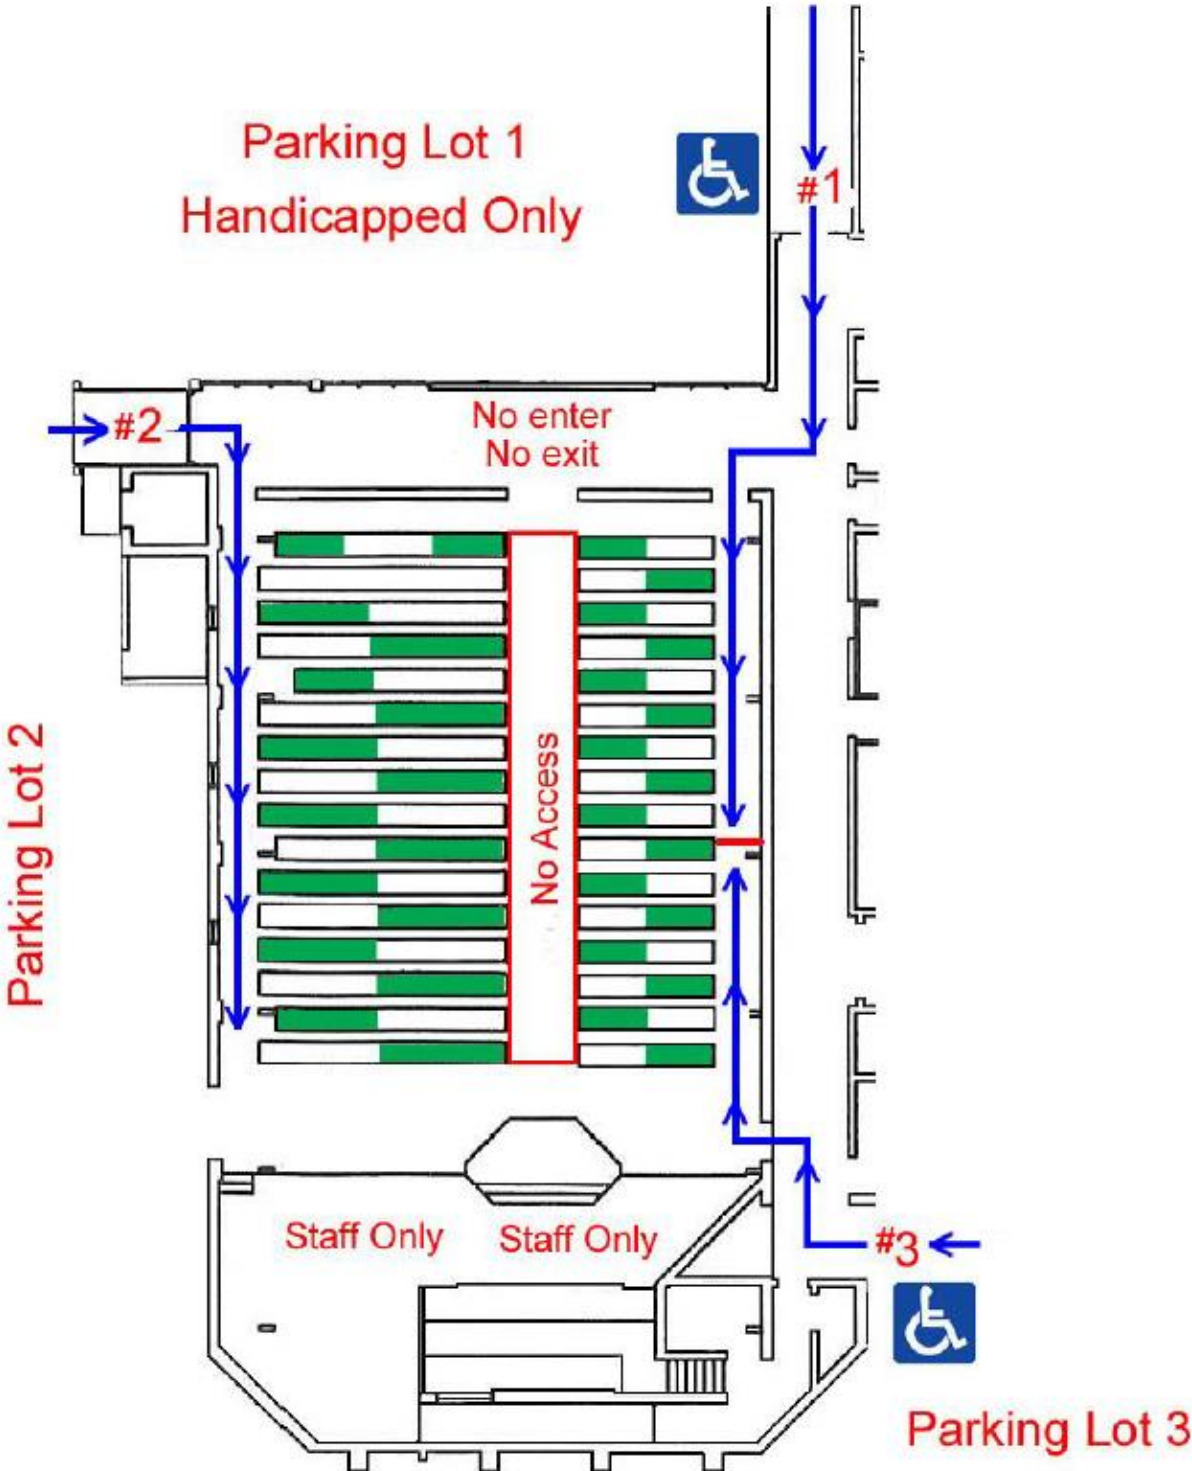 Parking Lot 1
Handicapped Only
#1
#2
No enter
No exit
No Access
Parking Lot 2
Staff Only
Staff Only
#3
Parking Lot 3